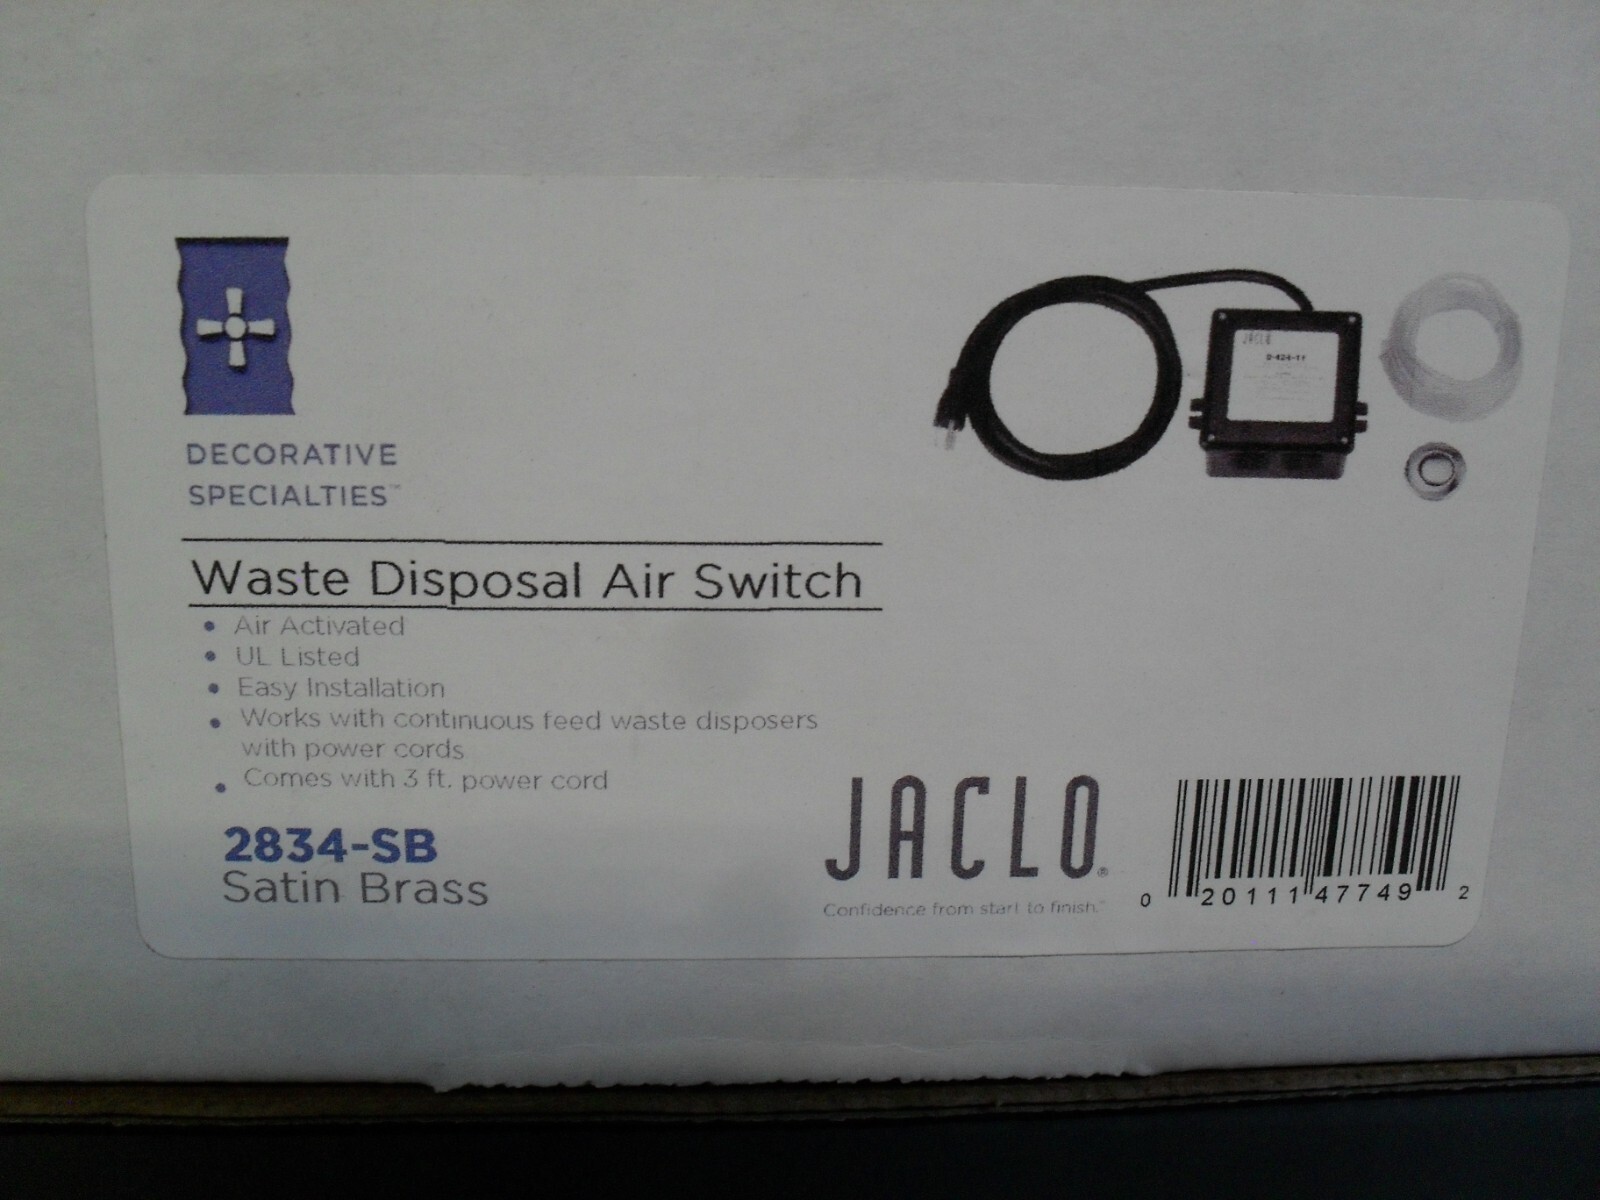 DECORATIVE
SPECIALTIES™
Waste Disposal Air Switch
• Air Activated
• UL Listed
• Easy Installation
• Works with continuous feed waste disposers
with power cords
• Comes with 3 ft. power cord
2834-SB
Satin Brass
JACLO
JACLO®
Confidence from start to finish.™
0 20111 47749 2